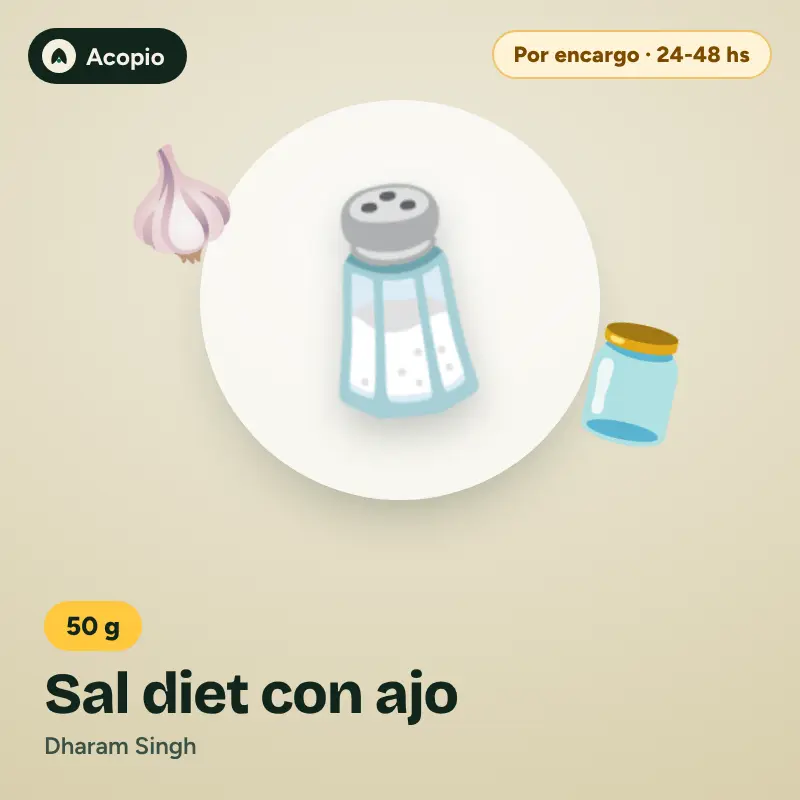 Acopio
Por encargo · 24-48 hs
50 g
Sal diet con ajo
Dharam Singh